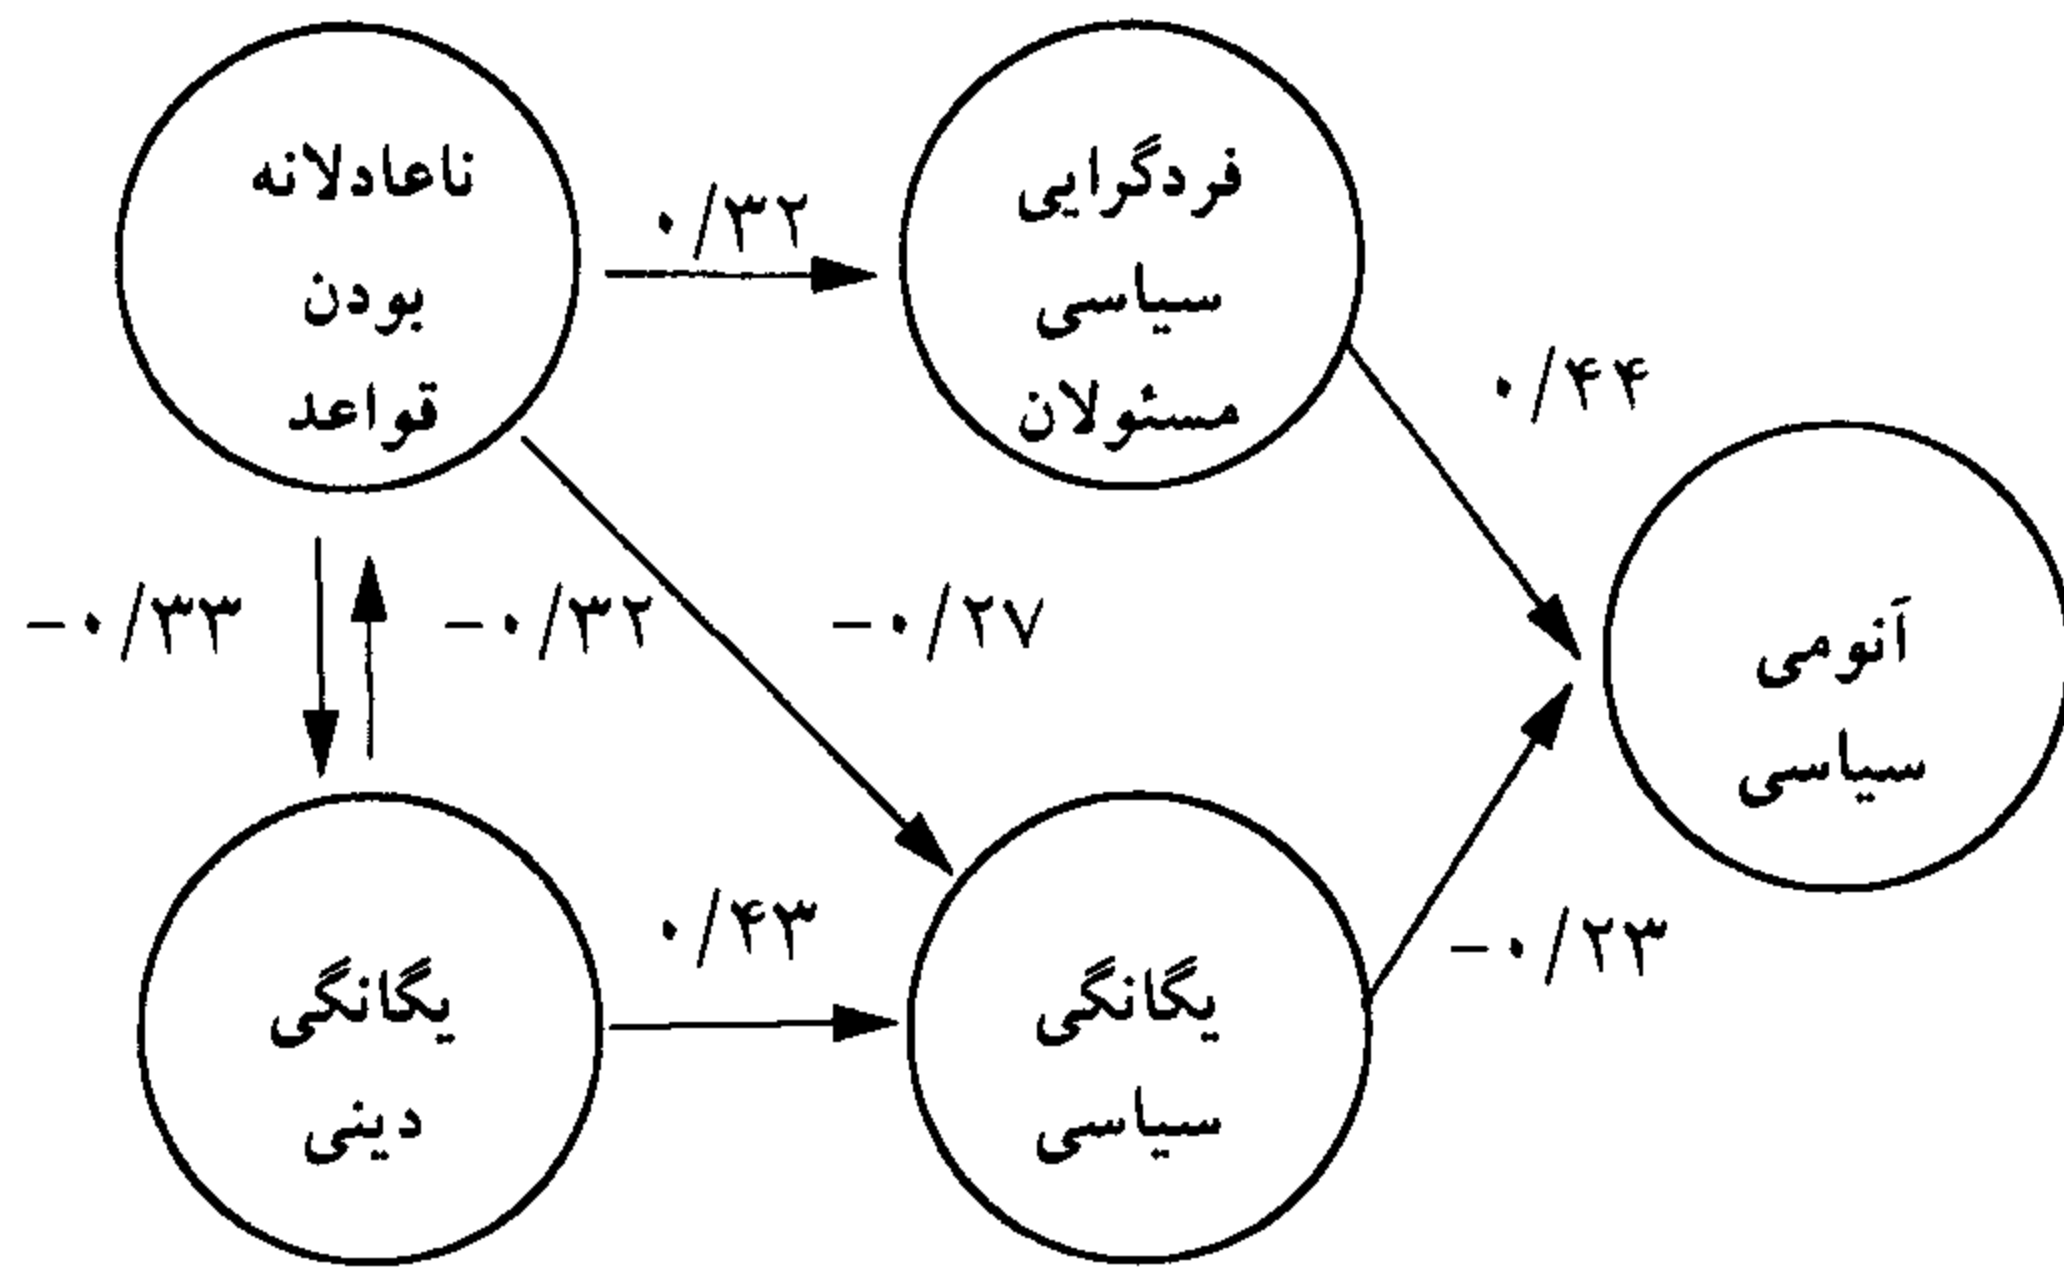 ناعادلانه
بودن
قواعد
۰/۳۲
فردگرایی
سیاسی
مسئولان
۰/۴۴
-۰/۳۳
-۰/۳۲
-۰/۲۷
آنومی
سیاسی
یگانگی
دینی
۰/۴۳
یگانگی
سیاسی
-۰/۲۳